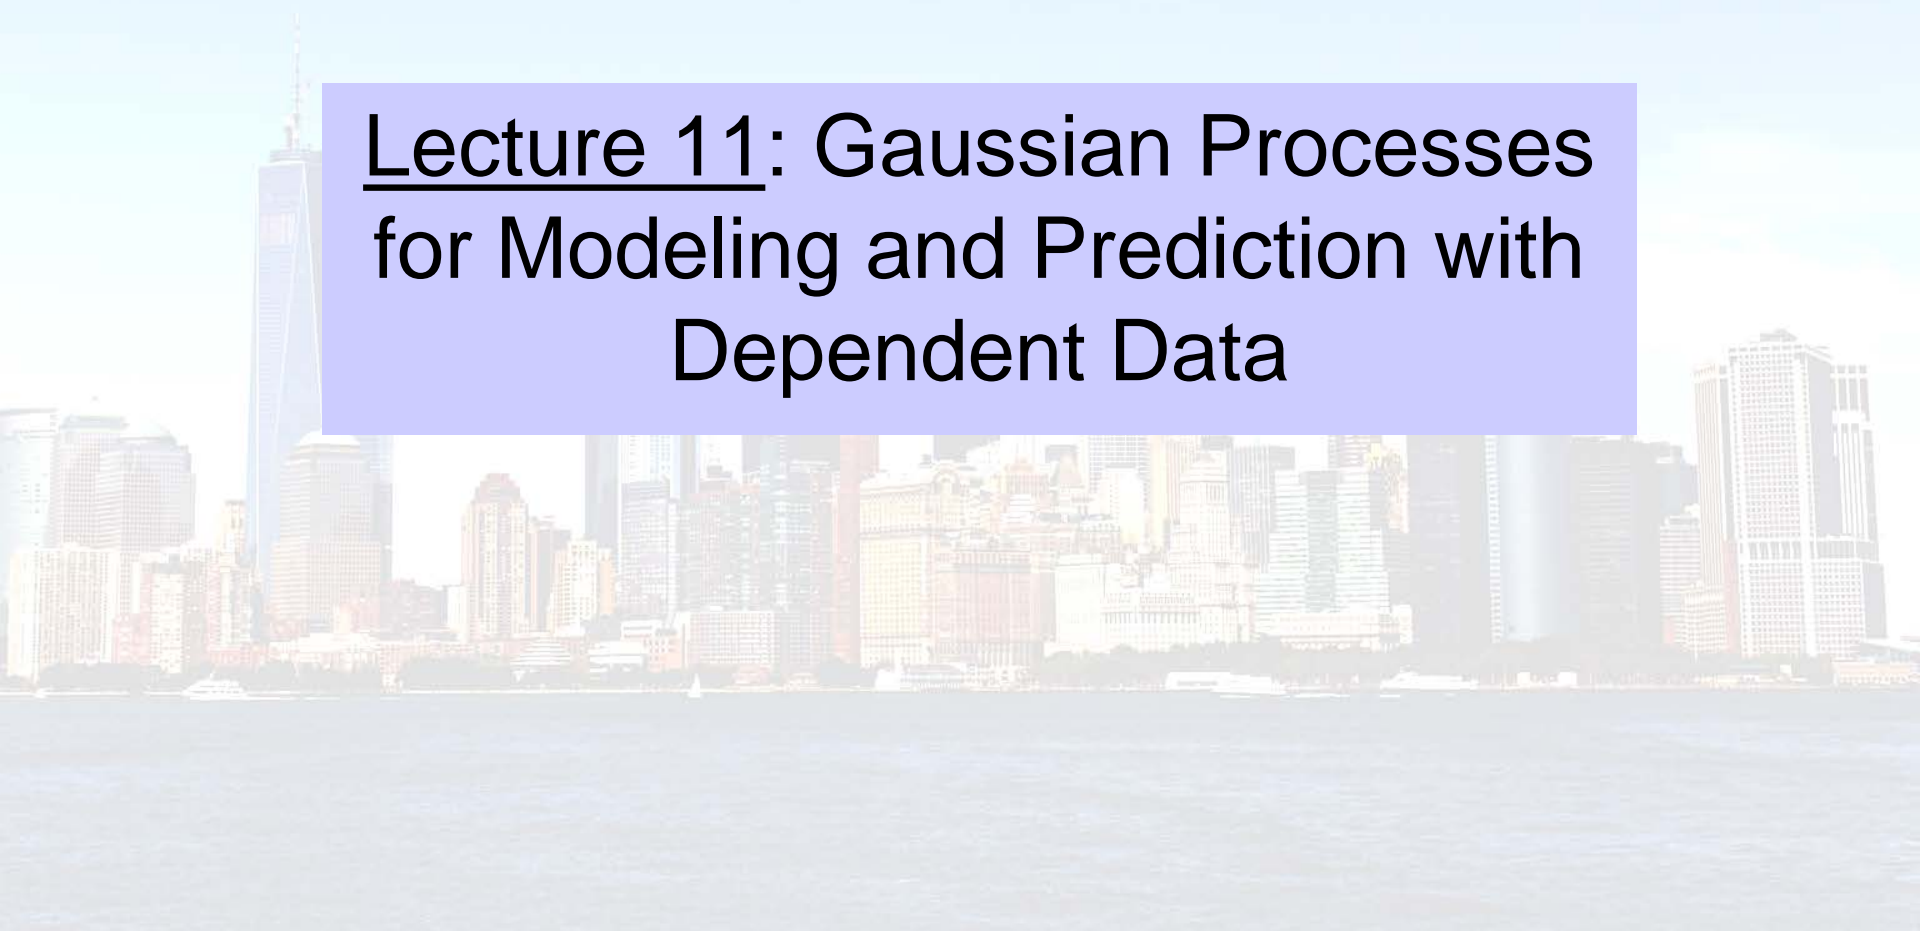 Lecture 11: Gaussian Processes
for Modeling and Prediction with
Dependent Data